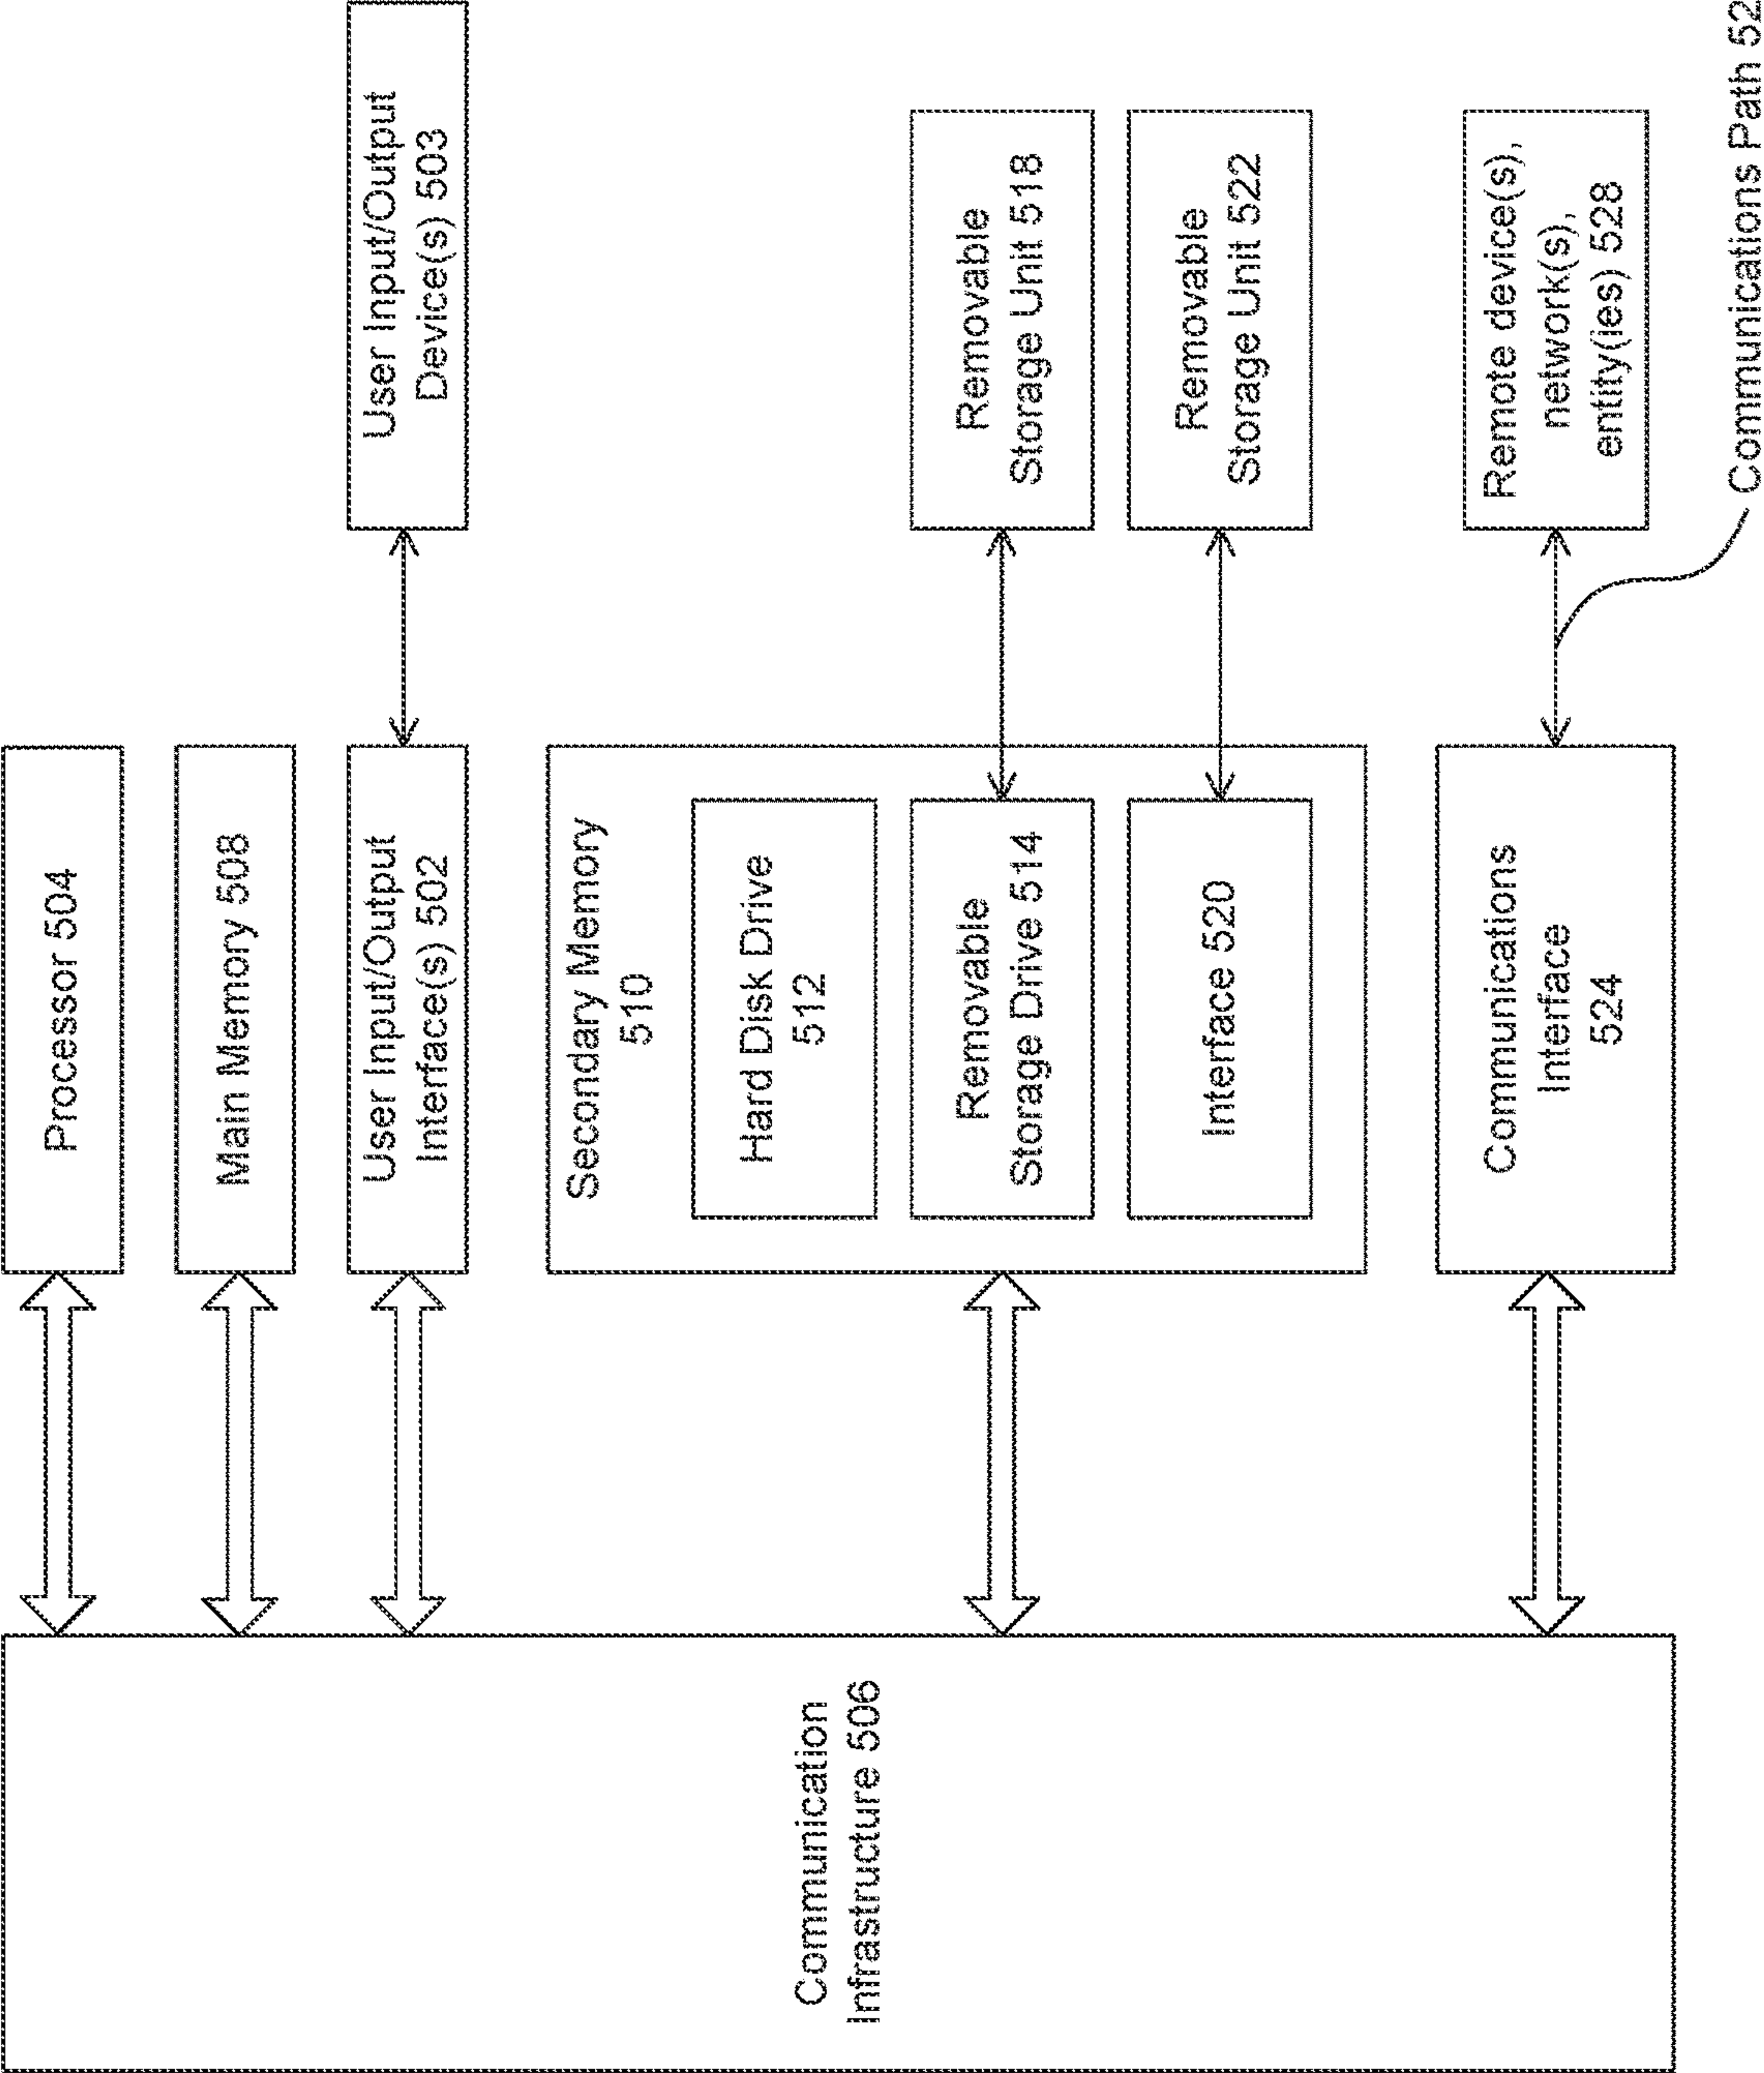 Processor 504
Main Memory 508
User Input/Output
Interface(s) 502
User Input/Output
Device(s) 503
Secondary Memory
510
Hard Disk Drive
512
Removable
Storage Drive 514
Removable
Storage Unit 518
Interface 520
Removable
Storage Unit 522
Communications
Interface
524
Remote device(s),
network(s),
entity(ies) 528
Communications Path 52
Communication
Infrastructure 506